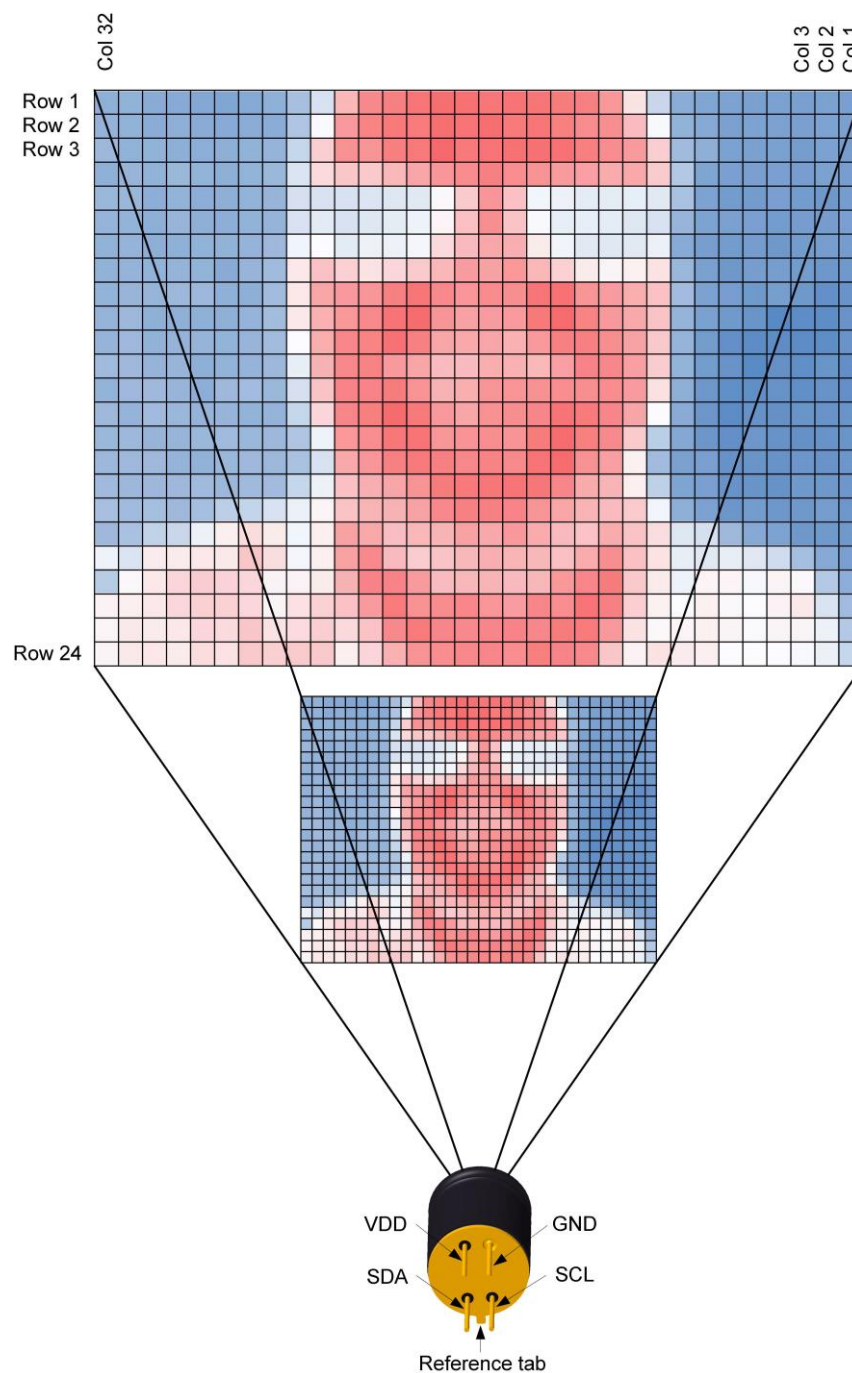 Col 32
Col 3
Col 2
Col 1
Row 1
Row 2
Row 3
Row 24
VDD
GND
SDA
SCL
Reference tab